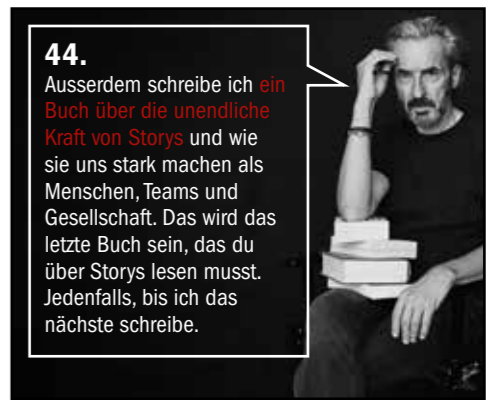 44.
Ausserdem schreibe ich ein
Buch über die unendliche
Kraft von Storys und wie
sie uns stark machen als
Menschen, Teams und
Gesellschaft. Das wird das
letzte Buch sein, das du
über Storys lesen musst.
Jedenfalls, bis ich das
nächste schreibe.